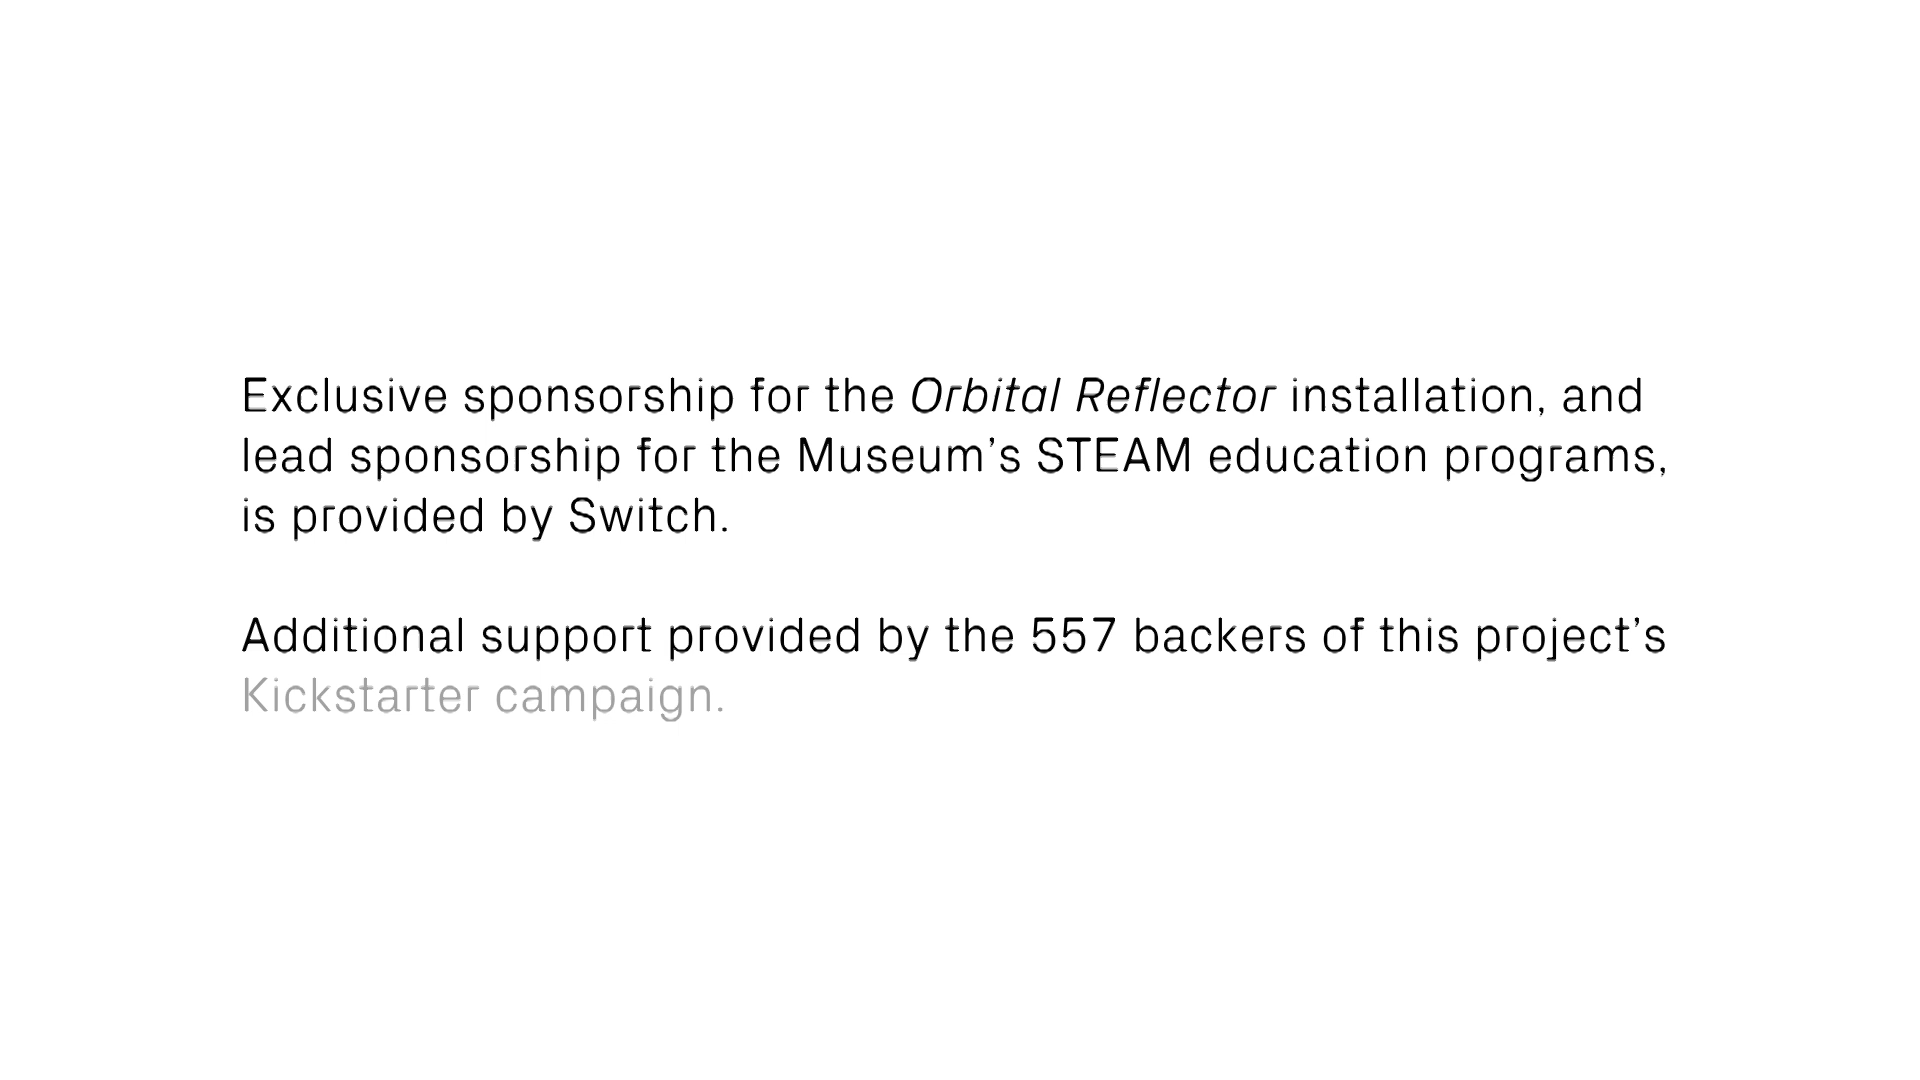 Exclusive sponsorship for the Orbital Reflector installation, and
lead sponsorship for the Museum’s STEAM education programs,
is provided by Switch.
Additional support provided by the 557 backers of this project’s
Kickstarter campaign.